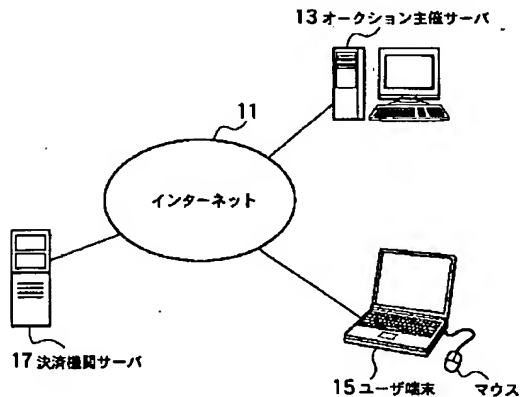 13 オークション主催サーバ
11
インターネット
17 決済機関サーバ
15 ユーザ端末
マウス